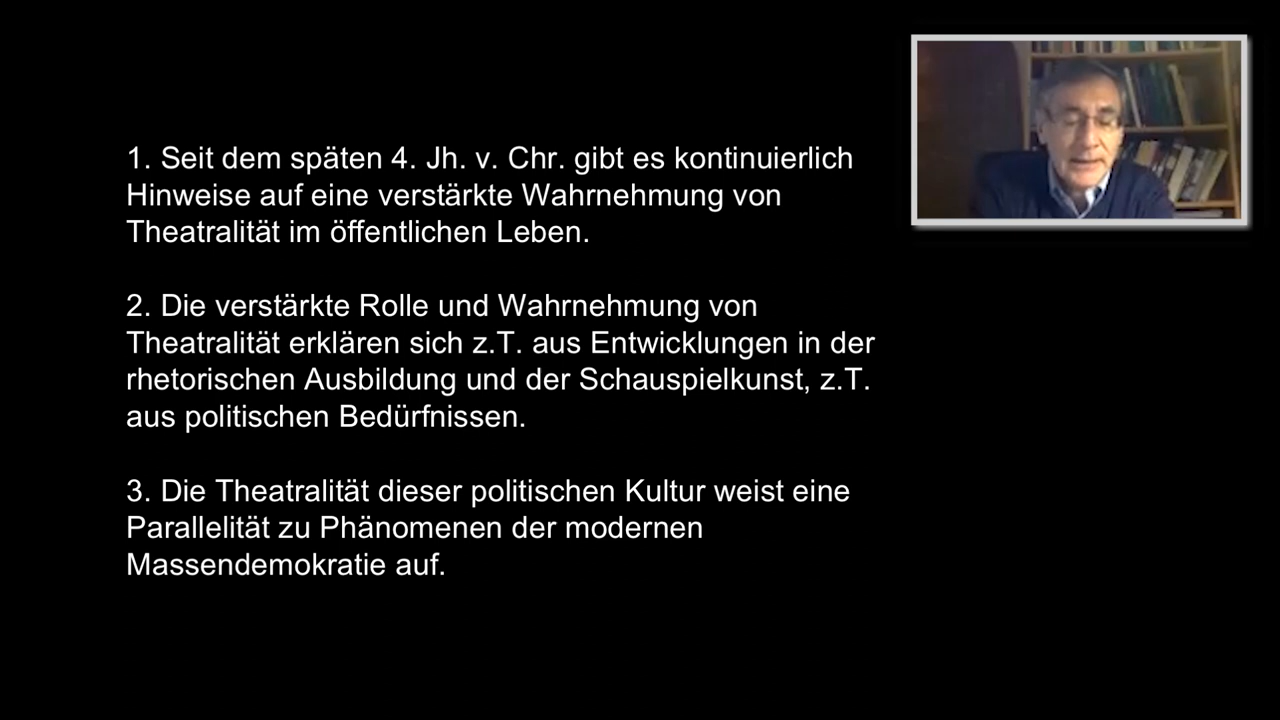 1. Seit dem späten 4. Jh. v. Chr. gibt es kontinuierlich
Hinweise auf eine verstärkte Wahrnehmung von
Theatralität im öffentlichen Leben.
2. Die verstärkte Rolle und Wahrnehmung von
Theatralität erklären sich z.T. aus Entwicklungen in der
rhetorischen Ausbildung und der Schauspielkunst, z.T.
aus politischen Bedürfnissen.
3. Die Theatralität dieser politischen Kultur weist eine
Parallelität zu Phänomenen der modernen
Massendemokratie auf.